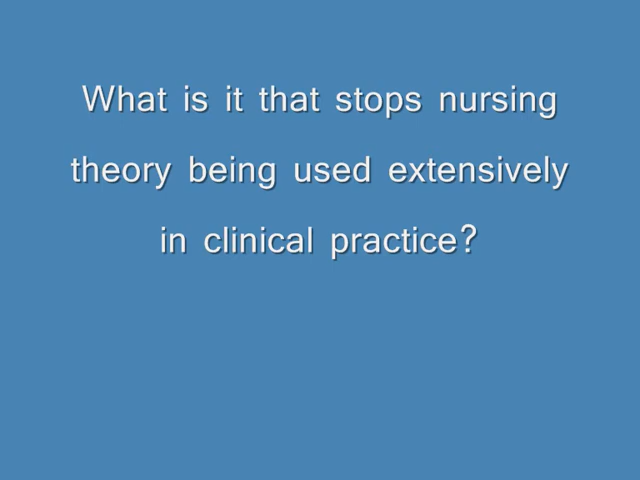 What is it that stops nursing
theory being used extensively
in clinical practice?